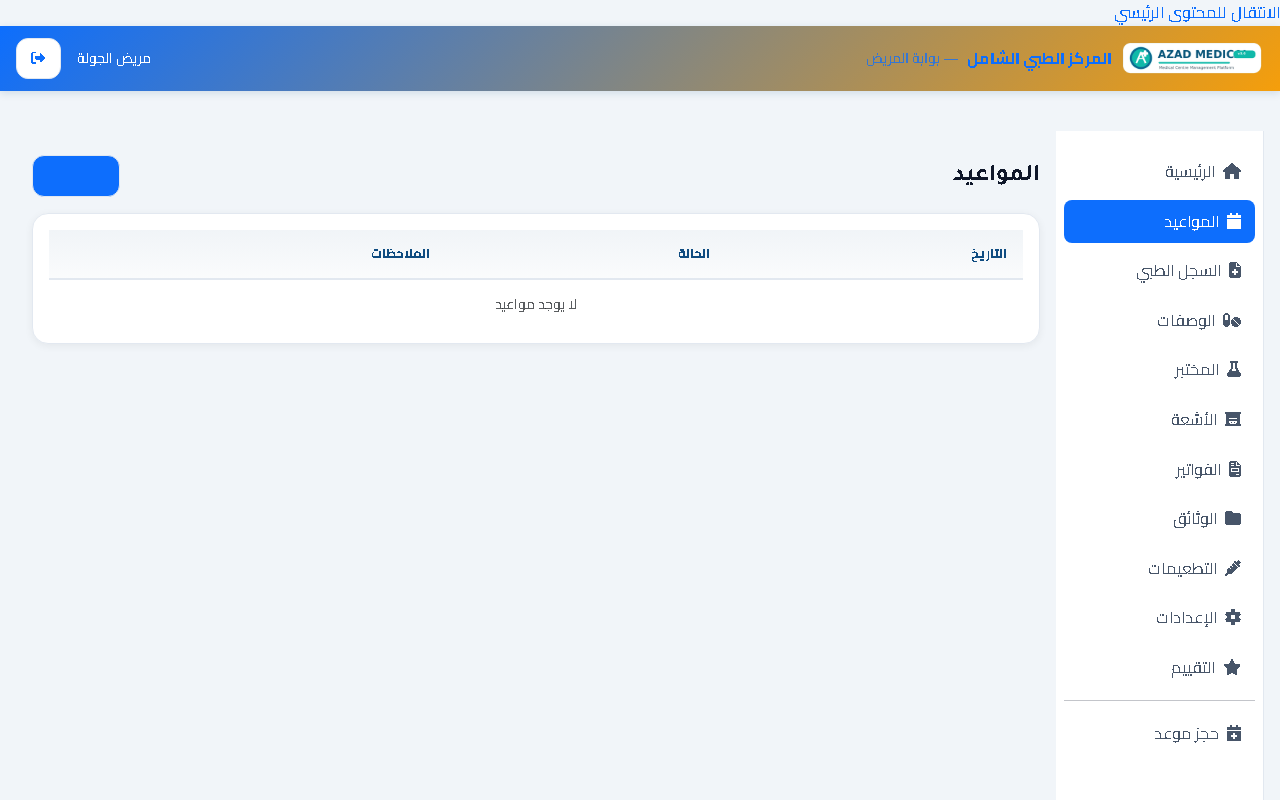 الانتقال للمحتوى الرئيسي
AZAD MEDIC
Medical Center Management Platform
المركز الطبي الشامل — بوابة المريض
مريض الجولة
الرئيسية
المواعيد
السجل الطبي
الوصفات
المختبر
الأشعة
الفواتير
الوثائق
التطعيمات
الإعدادات
التقييم
حجز موعد
المواعيد
التاريخ الحالة الملاحظات
لا يوجد مواعيد